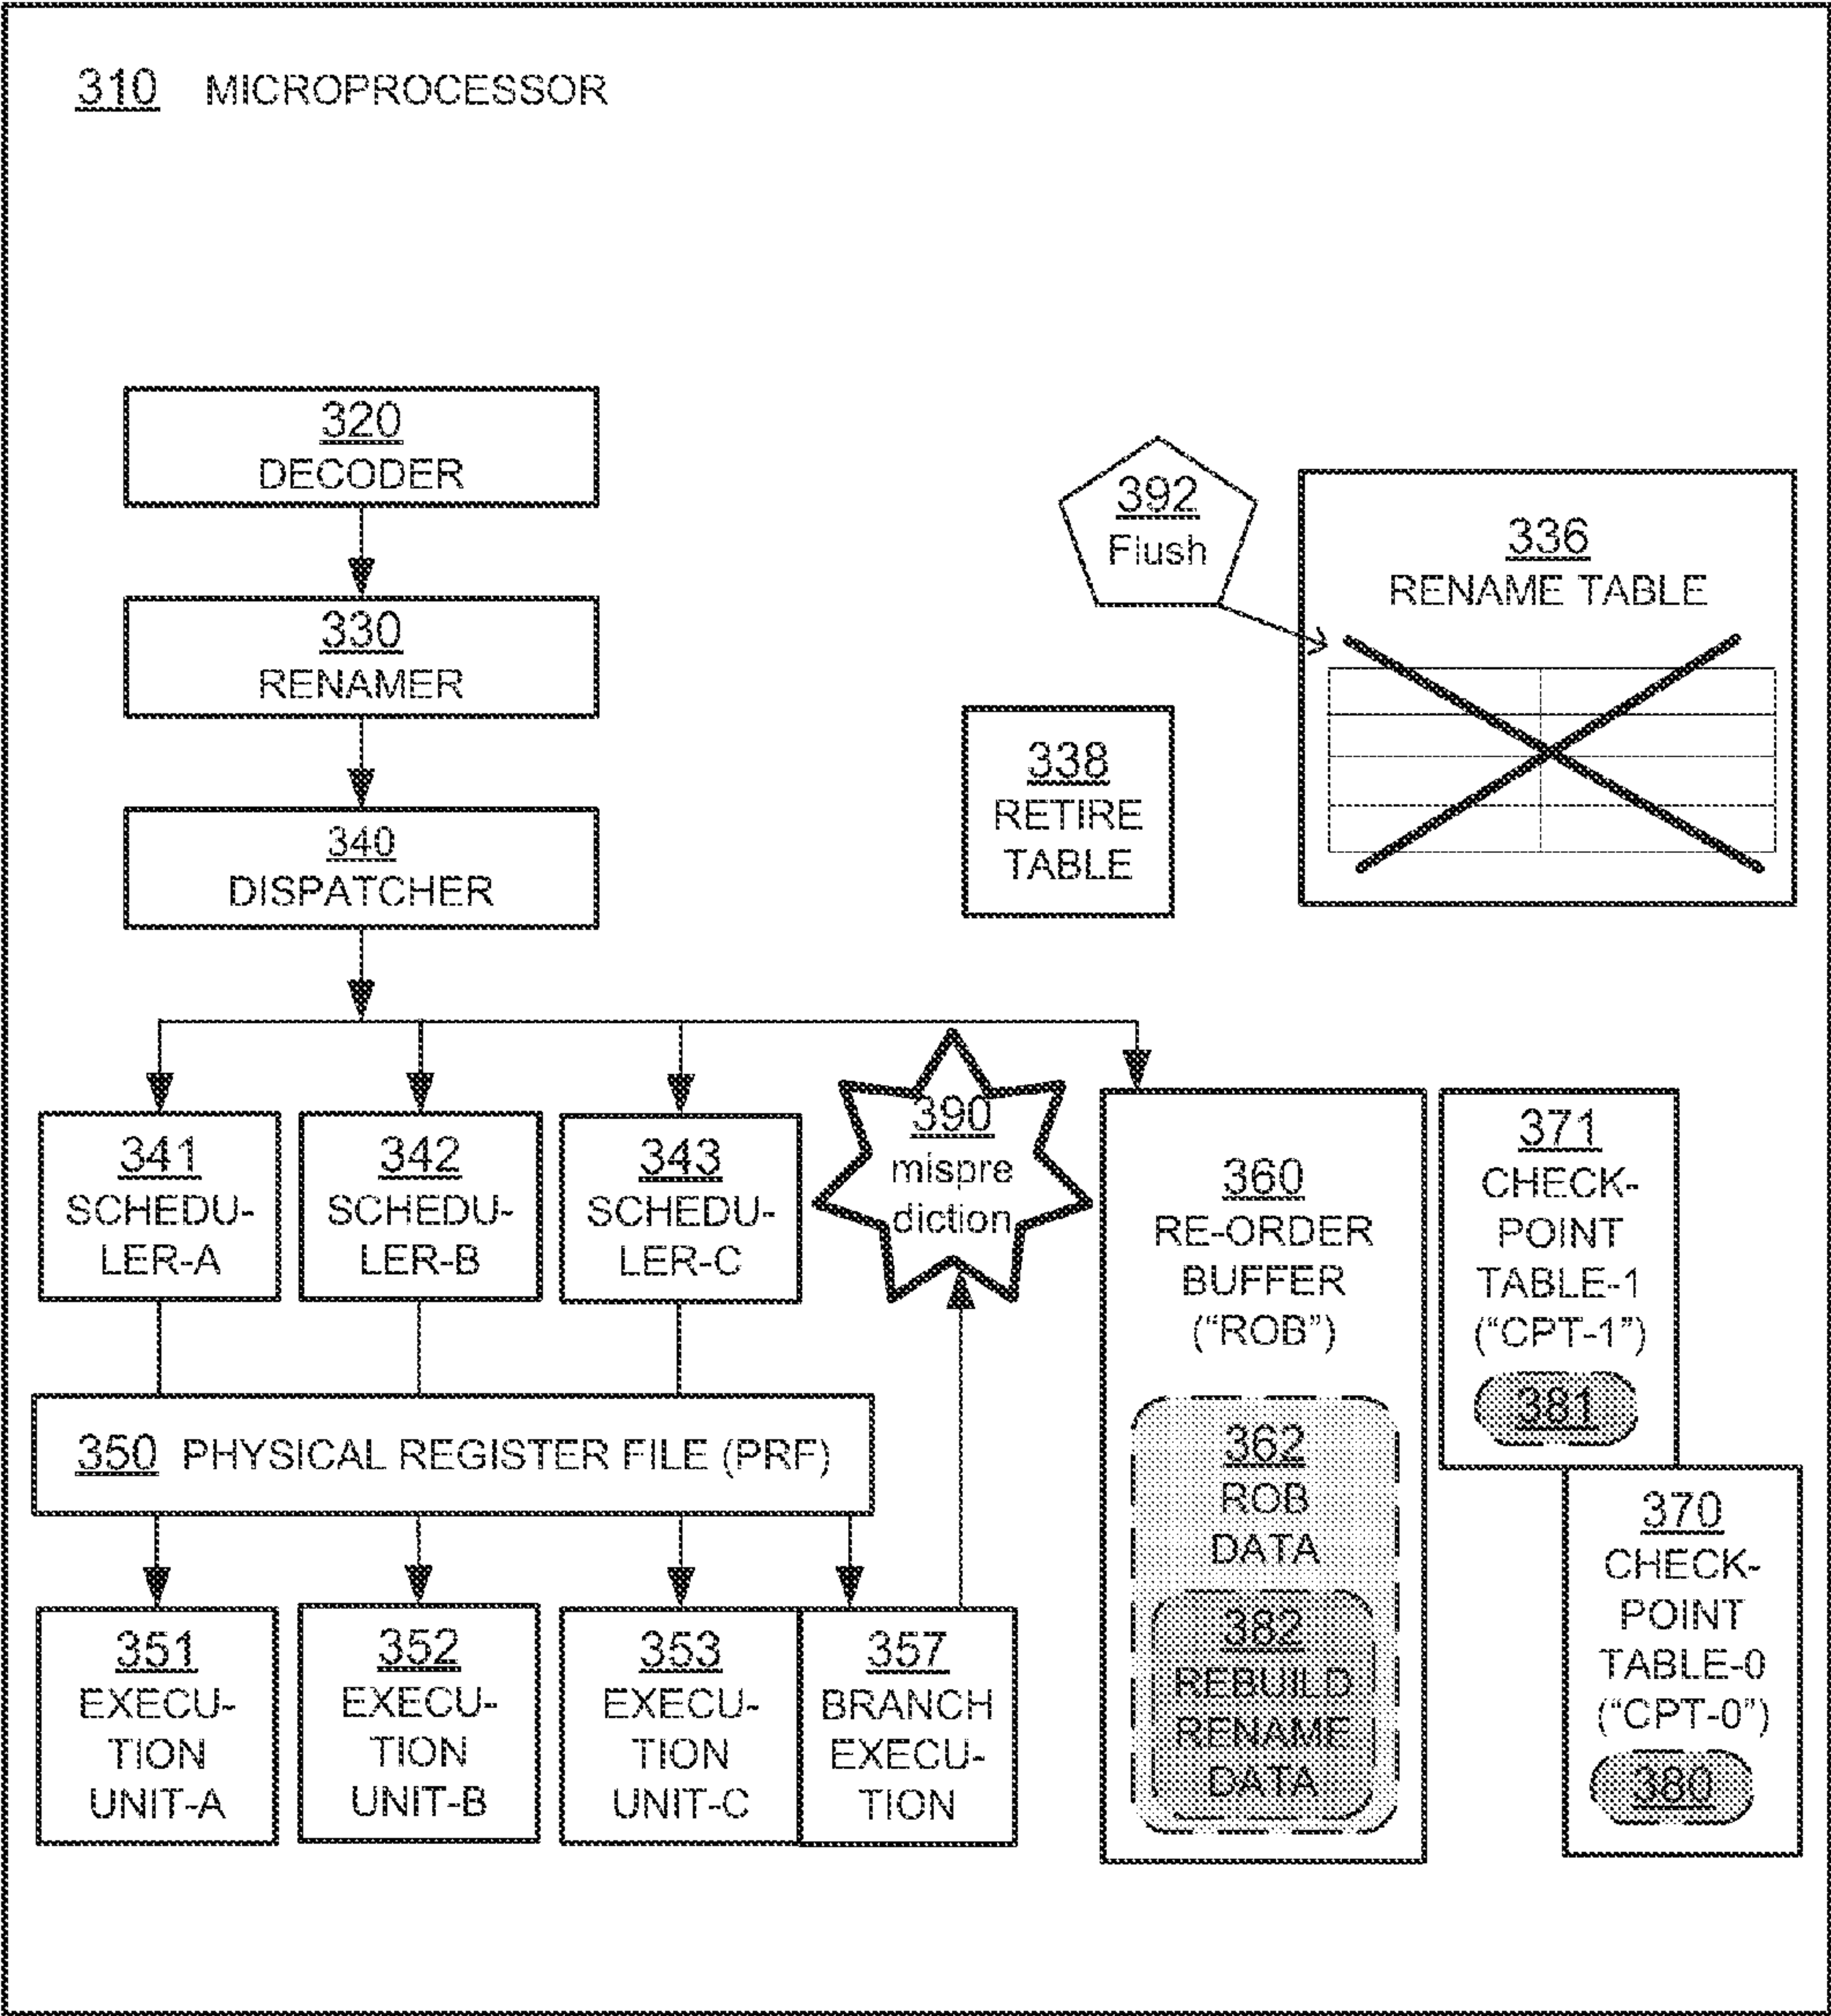 310 MICROPROCESSOR
320
DECODER
330
RENAMER
340
DISPATCHER
392
Flush
336
RENAME TABLE
338
RETIRE
TABLE
341
SCHEDU-
LER-A
342
SCHEDU-
LER-B
343
SCHEDU-
LER-C
390
mispre
diction
360
RE-ORDER
BUFFER
("ROB")
362
ROB
DATA
382
REBUILD
RENAME
DATA
371
CHECK-
POINT
TABLE-1
("CPT-1")
381
370
CHECK-
POINT
TABLE-0
("CPT-0")
380
350 PHYSICAL REGISTER FILE (PRF)
351
EXECU-
TION
UNIT-A
352
EXECU-
TION
UNIT-B
353
EXECU-
TION
UNIT-C
357
BRANCH
EXECU-
TION